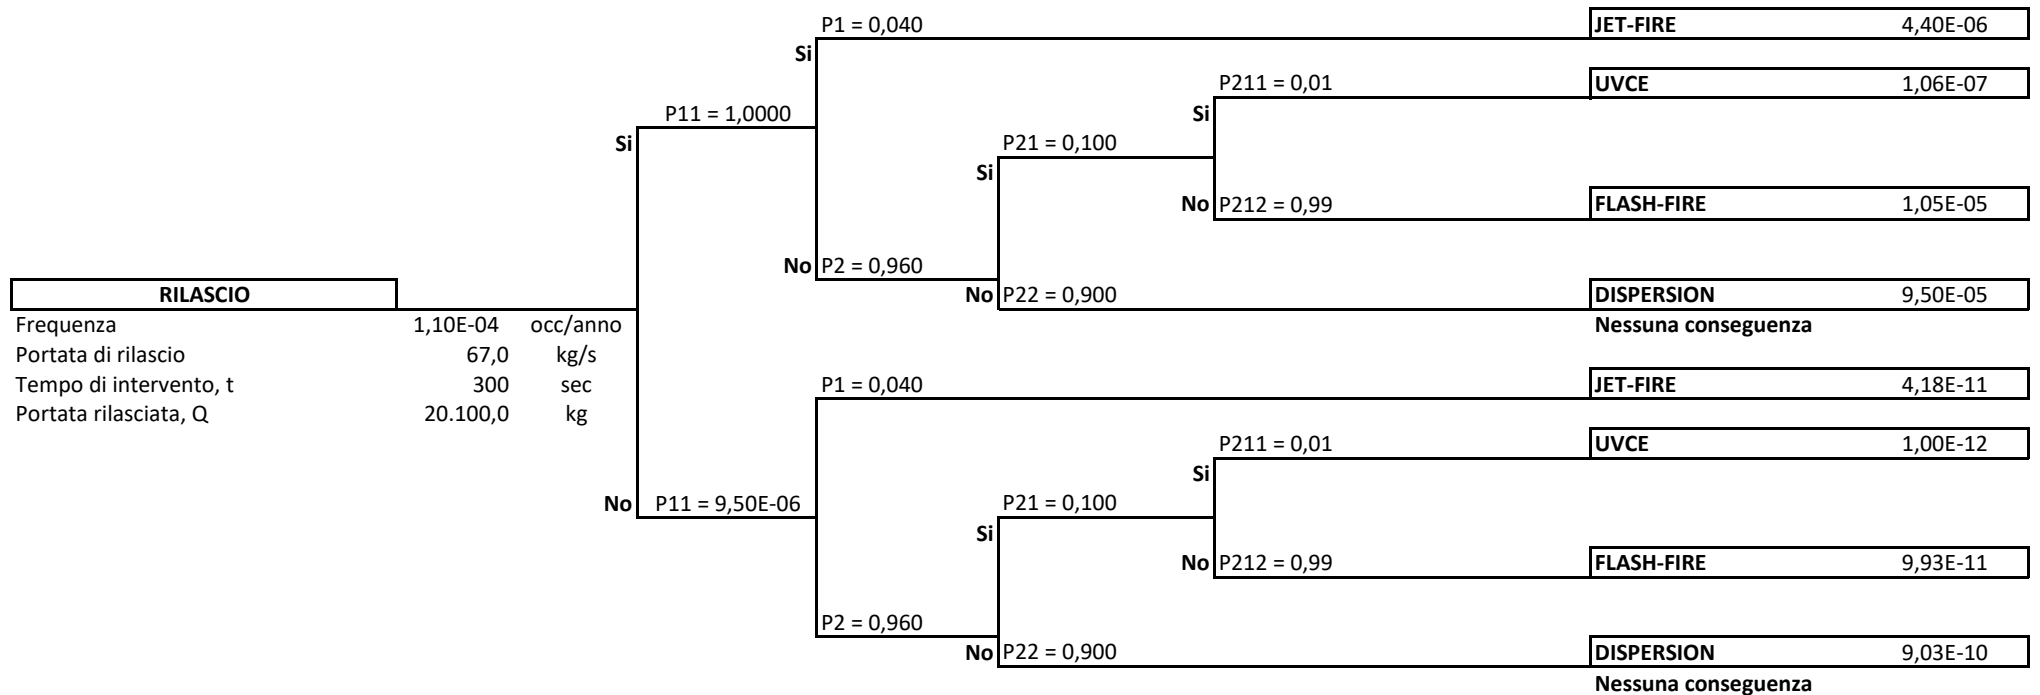 P1 = 0,040 JET-FIRE 4,40E-06
Si
P211 = 0,01 UVCE 1,06E-07
P11 = 1,0000 Si
Si P21 = 0,100
Si
No P212 = 0,99 FLASH-FIRE 1,05E-05
No P2 = 0,960
RILASCIO No P22 = 0,900 DISPERSION 9,50E-05
Frequenza 1,10E-04 occ/anno Nessuna conseguenza
Portata di rilascio 67,0 kg/s
Tempo di intervento, t 300 sec P1 = 0,040 JET-FIRE 4,18E-11
Portata rilasciata, Q 20.100,0 kg
P211 = 0,01 UVCE 1,00E-12
Si
No P11 = 9,50E-06 P21 = 0,100
Si
No P212 = 0,99 FLASH-FIRE 9,93E-11
P2 = 0,960
No P22 = 0,900 DISPERSION 9,03E-10
Nessuna conseguenza